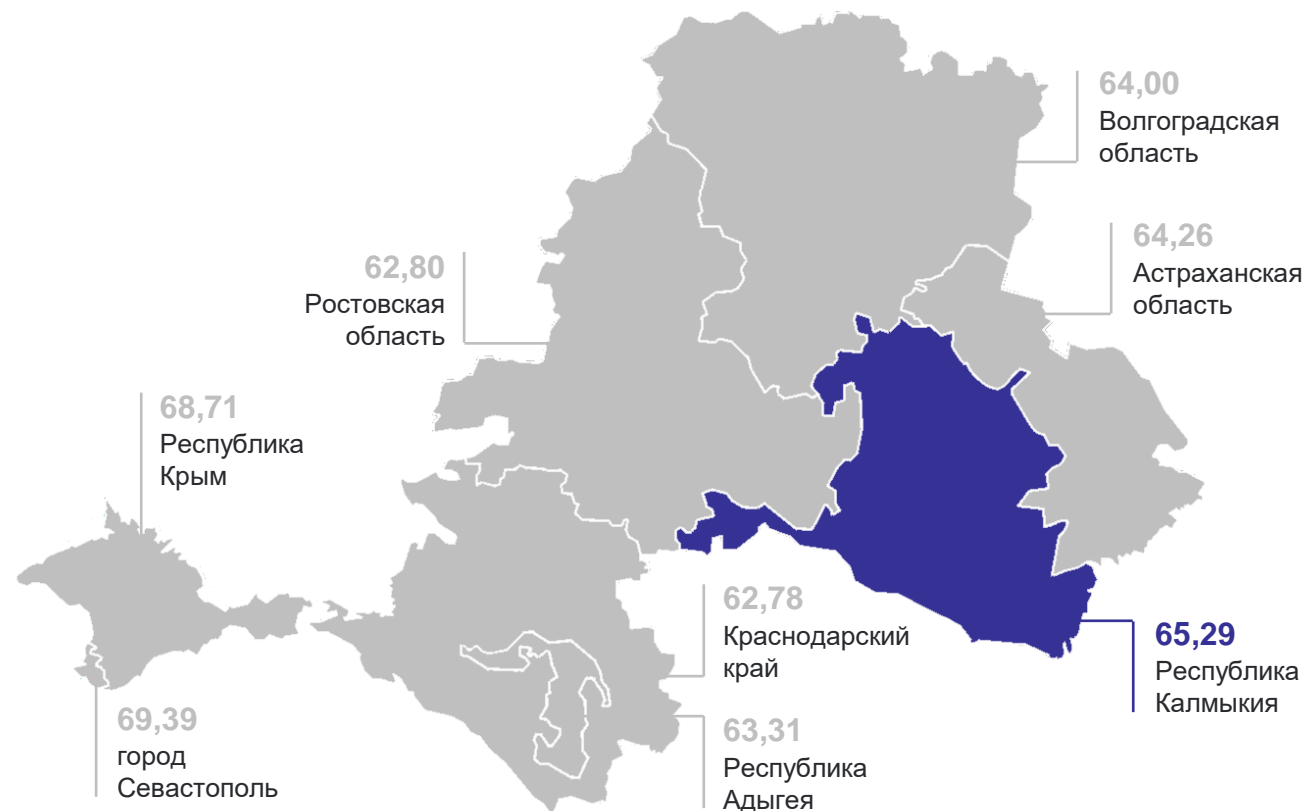 64,00
Волгоградская
область
64,26
Астраханская
область
62,80
Ростовская
область
68,71
Республика
Крым
62,78
Краснодарский
край
65,29
Республика
Калмыкия
69,39
город
Севастополь
63,31
Республика
Адыгея